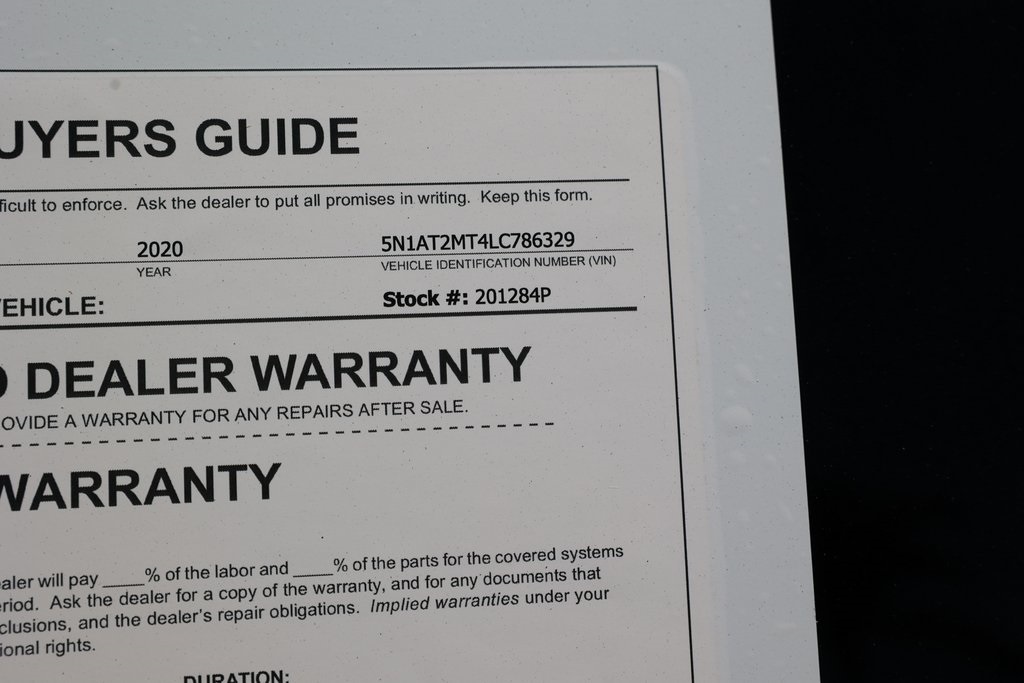 UYERS GUIDE
ficult to enforce. Ask the dealer to put all promises in writing. Keep this form.
2020 5N1AT2MT4LC786329
YEAR VEHICLE IDENTIFICATION NUMBER (VIN)
EHICLE: Stock #: 201284P
DEALER WARRANTY
OVIDE A WARRANTY FOR ANY REPAIRS AFTER SALE.
WARRANTY
ealer will pay _____% of the labor and _____% of the parts for the covered systems
eriod. Ask the dealer for a copy of the warranty, and for any documents that
clusions, and the dealer's repair obligations. Implied warranties under your
ional rights.
DURATION: